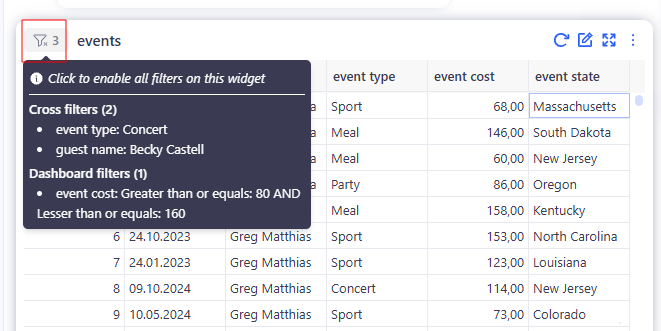 3 events
Click to enable all filters on this widget
event type event cost event state
Cross filters (2)
a Sport 68,00 Massachusetts
• event type: Concert
Meal 146,00 South Dakota
• guest name: Becky Castell
a Meal 60,00 New Jersey
Dashboard filters (1)
a Party 86,00 Oregon
• event cost: Greater than or equals: 80 AND
Lesser than or equals: 160
Meal 158,00 Kentucky
6 24.10.2023 Greg Matthias Sport 153,00 North Carolina
7 24.01.2023 Greg Matthias Sport 123,00 Louisiana
8 09.10.2024 Greg Matthias Concert 114,00 New Jersey
9 10.05.2024 Greg Matthias Sport 73,00 Colorado